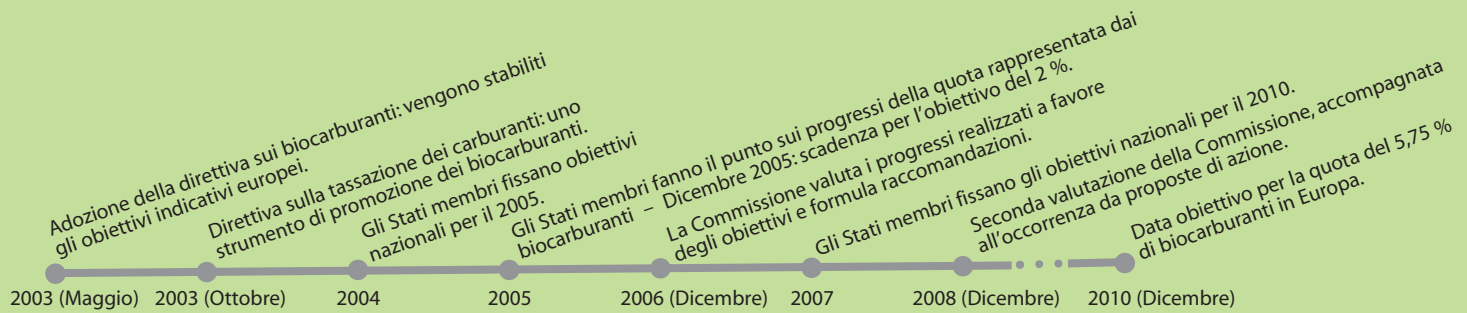 Adozione della direttiva sui biocarburanti: vengono stabiliti
gli obiettivi indicativi europei.
Direttiva sulla tassazione dei carburanti: uno
strumento di promozione dei biocarburanti.
Gli Stati membri fissano obiettivi
nazionali per il 2005.
Gli Stati membri fanno il punto sui progressi della quota rappresentata dai
biocarburanti – Dicembre 2005: scadenza per l'obiettivo del 2 %.
La Commissione valuta i progressi realizzati a favore
degli obiettivi e formula raccomandazioni.
Gli Stati membri fissano gli obiettivi nazionali per il 2010.
Seconda valutazione della Commissione, accompagnata
all'occorrenza da proposte di azione.
Data obiettivo per la quota del 5,75 %
di biocarburanti in Europa.
2003 (Maggio) 2003 (Ottobre) 2004 2005 2006 (Dicembre) 2007 2008 (Dicembre) 2010 (Dicembre)